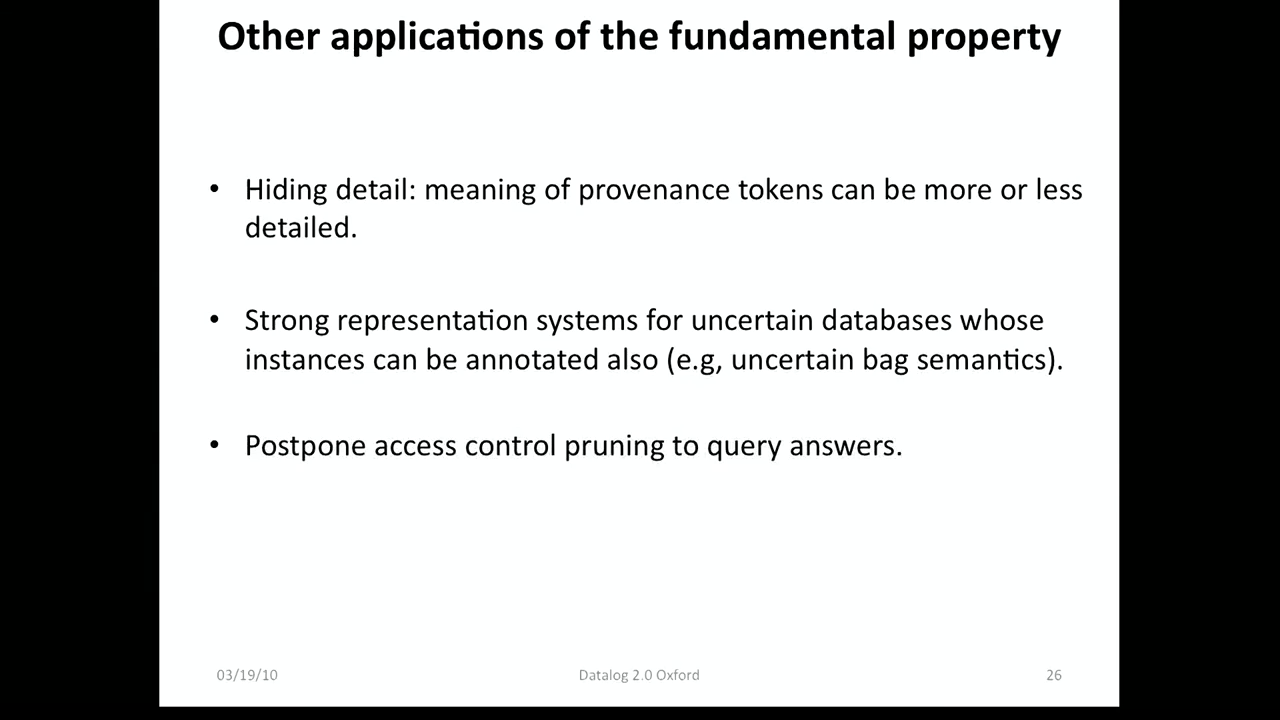 Other applications of the fundamental property
• Hiding detail: meaning of provenance tokens can be more or less
detailed.
• Strong representation systems for uncertain databases whose
instances can be annotated also (e.g, uncertain bag semantics).
• Postpone access control pruning to query answers.
03/19/10 Datalog 2.0 Oxford 26